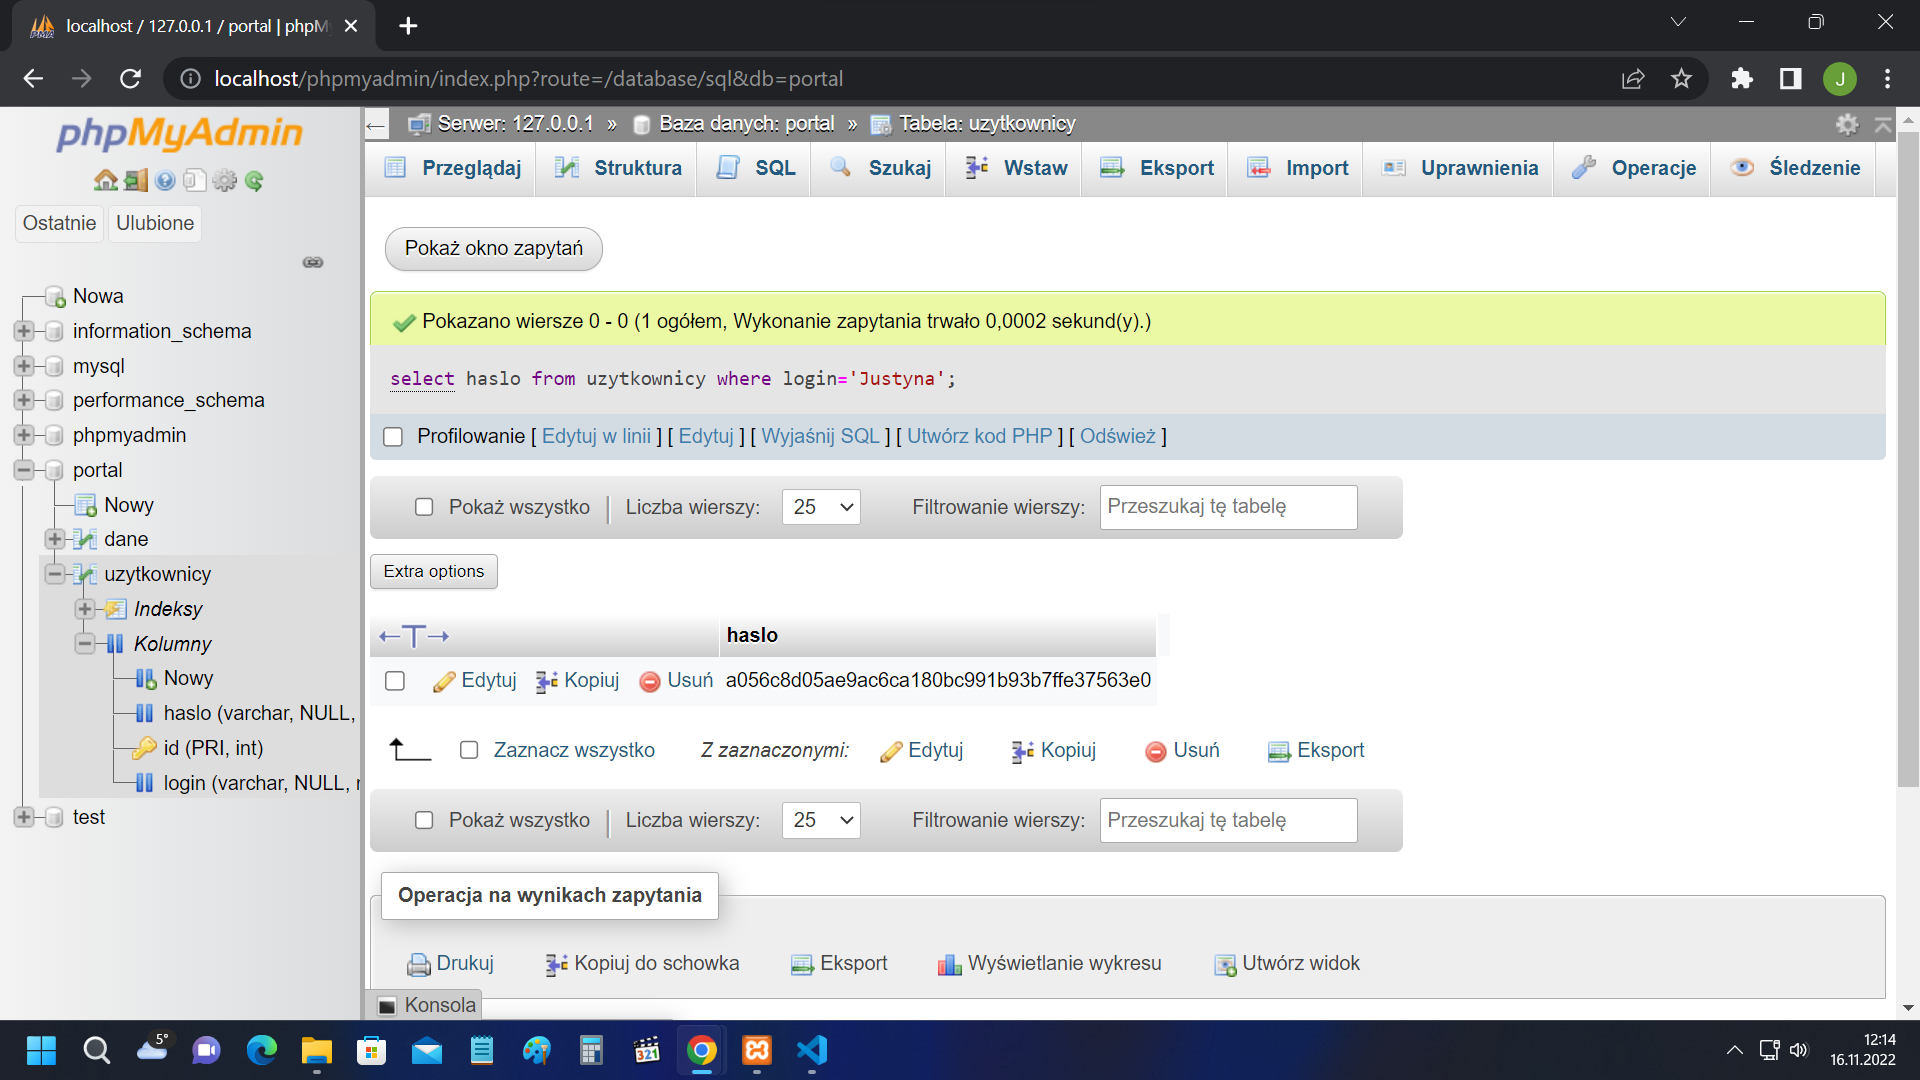 localhost / 127.0.0.1 / portal | phpM
localhost/phpmyadmin/index.php?route=/database/sql&db=portal
J
phpMyAdmin
Ostatnie
Ulubione
Nowa
information_schema
mysql
performance_schema
phpmyadmin
portal
Nowy
dane
uzytkownicy
Indeksy
Kolumny
Nowy
haslo (varchar, NULL,
id (PRI, int)
login (varchar, NULL, r
test
← Serwer: 127.0.0.1 » Baza danych: portal » Tabela: uzytkownicy
Przeglądaj Struktura SQL Szukaj Wstaw Eksport Import Uprawnienia Operacje Śledzenie
Pokaż okno zapytań
Pokazano wiersze 0 - 0 (1 ogółem, Wykonanie zapytania trwało 0,0002 sekund(y).)
select haslo from uzytkownicy where login='Justyna';
Profilowanie [ Edytuj w linii ] [ Edytuj ] [ Wyjaśnij SQL ] [ Utwórz kod PHP ] [ Odśwież ]
Pokaż wszystko | Liczba wierszy: 25 Filtrowanie wierszy: Przeszukaj tę tabelę
Extra options
←T→ haslo
Edytuj Kopiuj Usuń a056c8d05ae9ac6ca180bc991b93b7ffe37563e0
Zaznacz wszystko Z zaznaczonymi: Edytuj Kopiuj Usuń Eksport
Pokaż wszystko | Liczba wierszy: 25 Filtrowanie wierszy: Przeszukaj tę tabelę
Operacja na wynikach zapytania
Drukuj Kopiuj do schowka Eksport Wyświetlanie wykresu Utwórz widok
Konsola
5°
321
12:14
16.11.2022